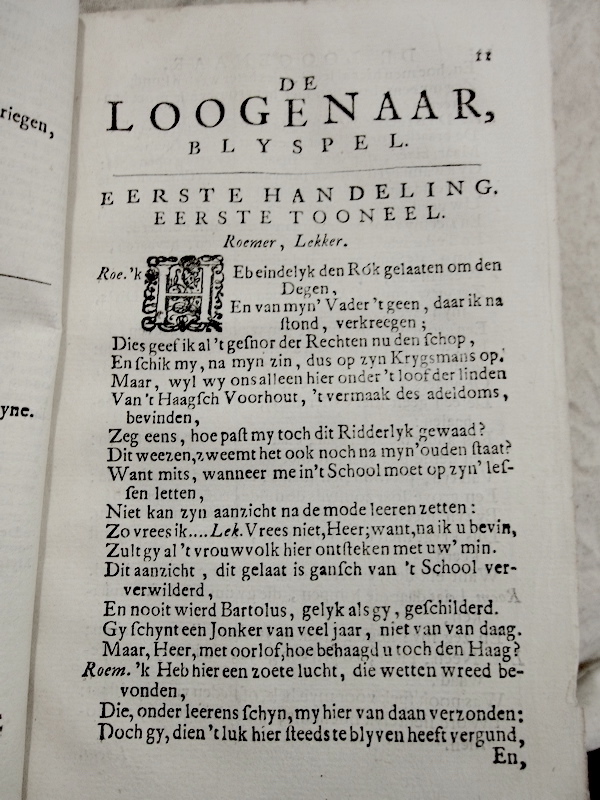 riegen,
yne.
11
DE
LOOGENAAR,
BLYSPEL.
EERSTE HANDELING.
EERSTE TOONEEL.
Roemer, Lekker.
Roe. 'k HEb eindelyk den Rók gelaaten om den
Degen,
En van myn' Vader 't geen, daar ik na
ſtond, verkreegen;
Dies geef ik al 't geſnor der Rechten nu den ſchop,
En ſchik my, na myn zin, dus op zyn Krygsmans op.
Maar, wyl wy ons alleen hier onder 't loof der linden
Van 't Haagſch Voorhout, 't vermaak des adeldoms,
bevinden,
Zeg eens, hoe paſt my toch dit Ridderlyk gewaad?
Dit weezen, zweemt het ook noch na myn' ouden ſtaat?
Want mits, wanneer me in 't School moet op zyn' leſ-
ſen letten,
Niet kan zyn aanzicht na de mode leeren zetten:
Zo vrees ik.... Lek. Vrees niet, Heer; want, na ik u bevin,
Zult gy al 't vrouwvolk hier ontſteken met uw' min.
Dit aanzicht, dit gelaat is ganſch van 't School ver-
verwilderd,
En nooit wierd Bartolus, gelyk als gy, geſchilderd.
Gy ſchynt een Jonker van veel jaar, niet van van daag.
Maar, Heer, met oorlof, hoe behaagd u toch den Haag?
Roem. 'k Heb hier een zoete lucht, die wetten wreed be-
vonden,
Die, onder leerens ſchyn, my hier van daan verzonden:
Doch gy, dien 't luk hier ſteeds te blyven heeft vergund,
En,